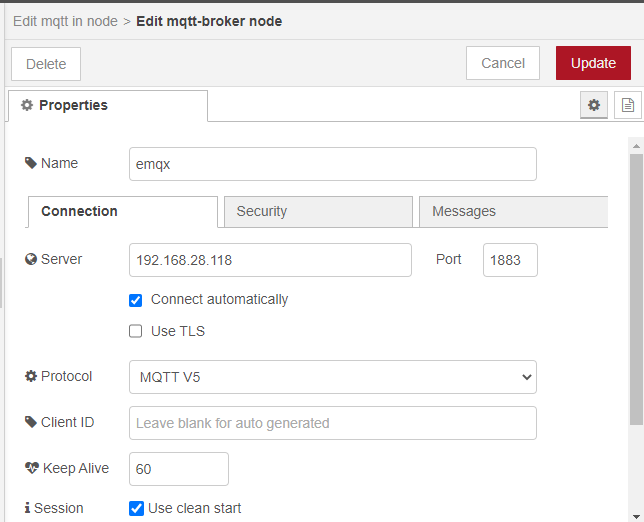 Edit mqtt in node > Edit mqtt-broker node
Delete Cancel Update
Properties
Name emqx
Connection Security Messages
Server 192.168.28.118 Port 1883
Connect automatically
Use TLS
Protocol MQTT V5
Client ID Leave blank for auto generated
Keep Alive 60
Session Use clean start